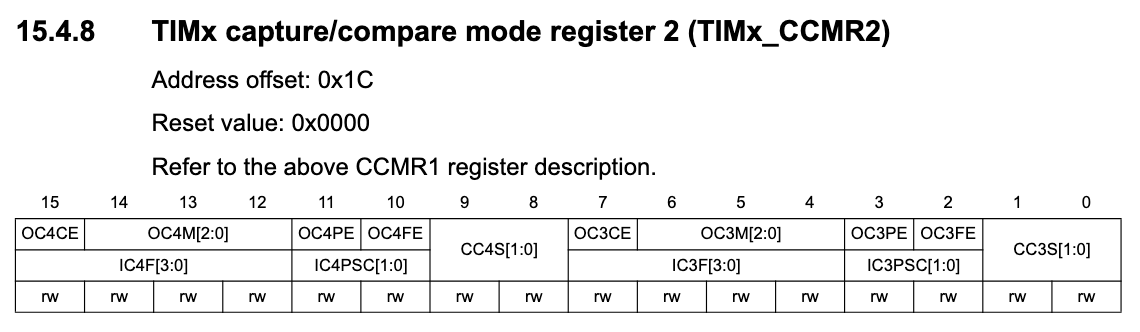 15.4.8 TIMx capture/compare mode register 2 (TIMx_CCMR2)
Address offset: 0x1C
Reset value: 0x0000
Refer to the above CCMR1 register description.
15 14 13 12 11 10 9 8 7 6 5 4 3 2 1 0
OC4CE OC4M[2:0] OC4PE OC4FE CC4S[1:0] OC3CE OC3M[2:0] OC3PE OC3FE CC3S[1:0]
IC4F[3:0] IC4PSC[1:0] IC3F[3:0] IC3PSC[1:0]
rw rw rw rw rw rw rw rw rw rw rw rw rw rw rw rw